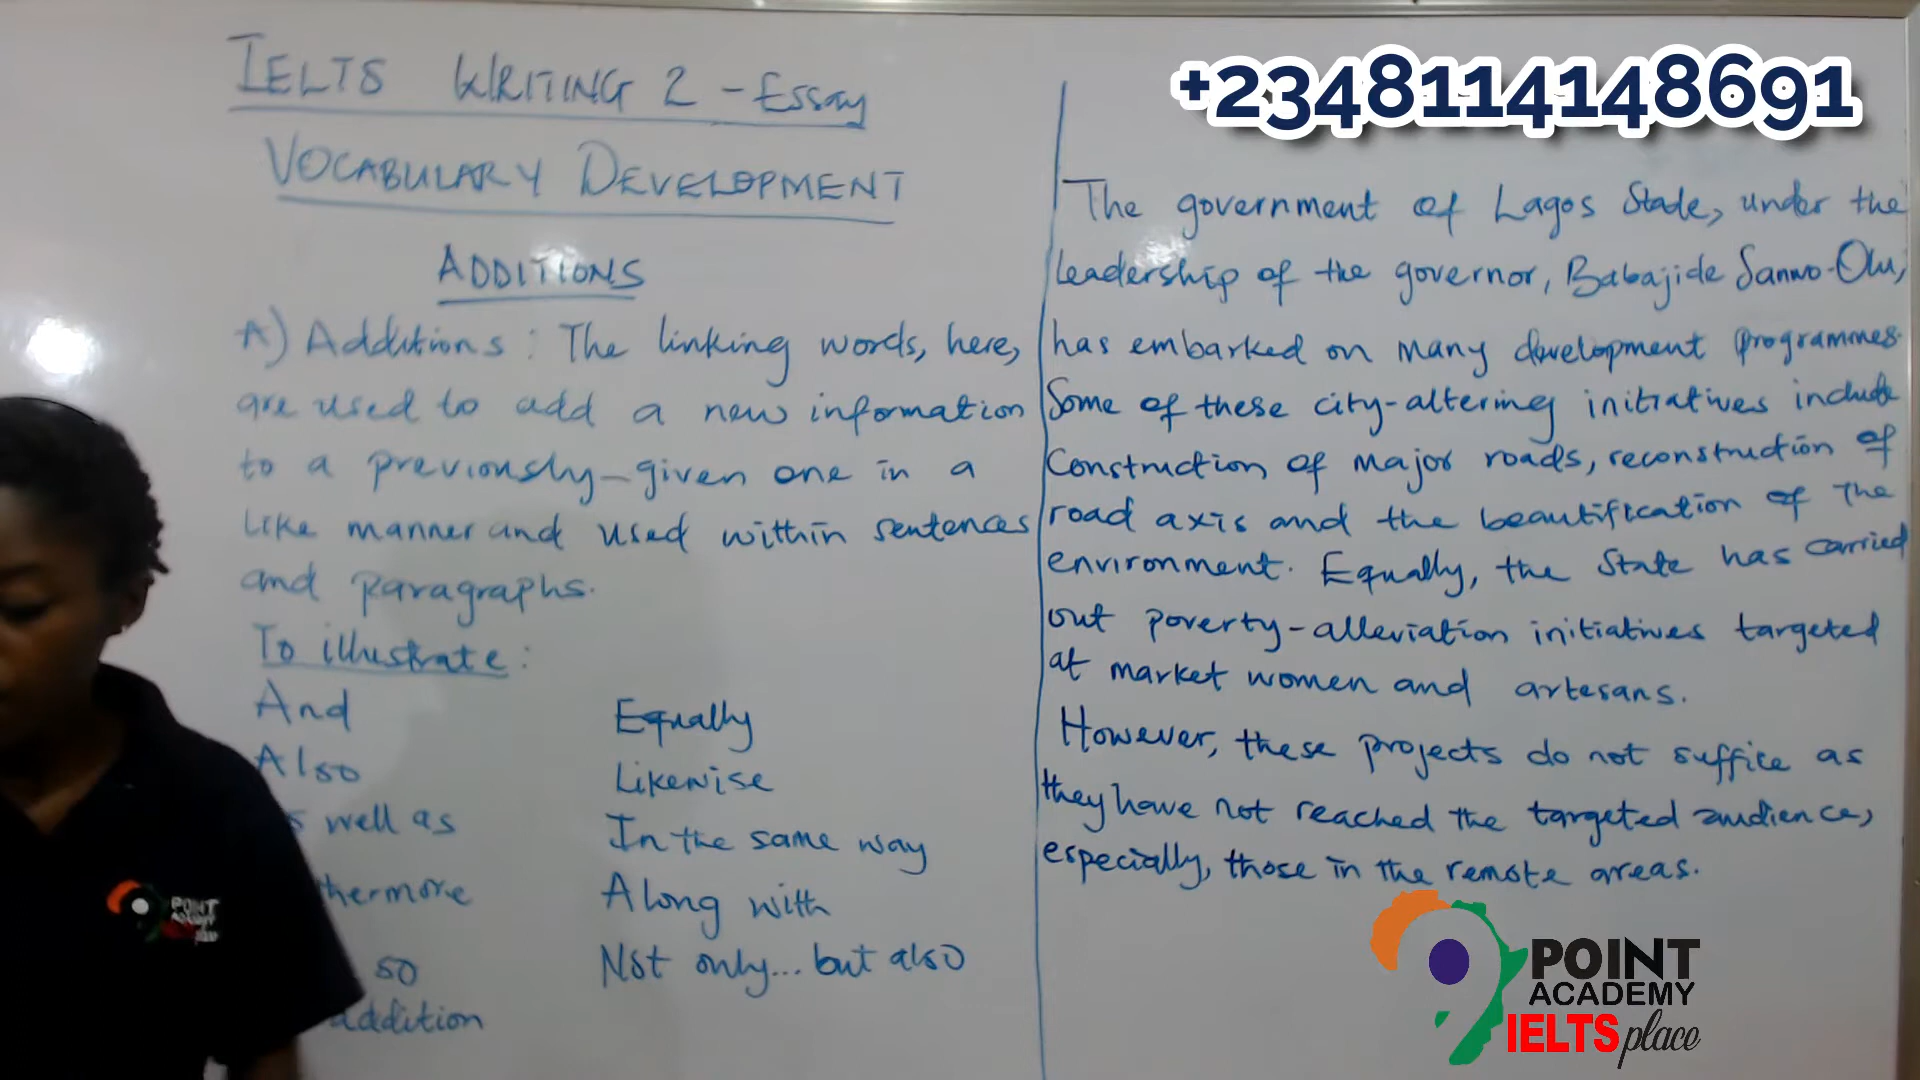 IELTS WRITING 2 - Essay
VOCABULARY DEVELOPMENT
ADDITIONS
A) Additions: The linking words, here,
are used to add a new information
to a previously-given one in a
like manner and used within sentences
and paragraphs.
To illustrate:
And
Also
well as
thermore
so
addition
Equally
Likewise
In the same way
Along with
Not only... but also
+2348114148691
The government of Lagos State, under the
leadership of the governor, Babajide Sanwo-Olu,
has embarked on many development programmes.
Some of these city-altering initiatives include
construction of major roads, reconstruction of
road axis and the beautification of the
environment. Equally, the State has carried
out poverty-alleviation initiatives targeted
at market women and artesans.
However, these projects do not suffice as
they have not reached the targeted audience,
especially, those in the remote areas.
POINT
ACADEMY
IELTS place
POINT
ACADEMY